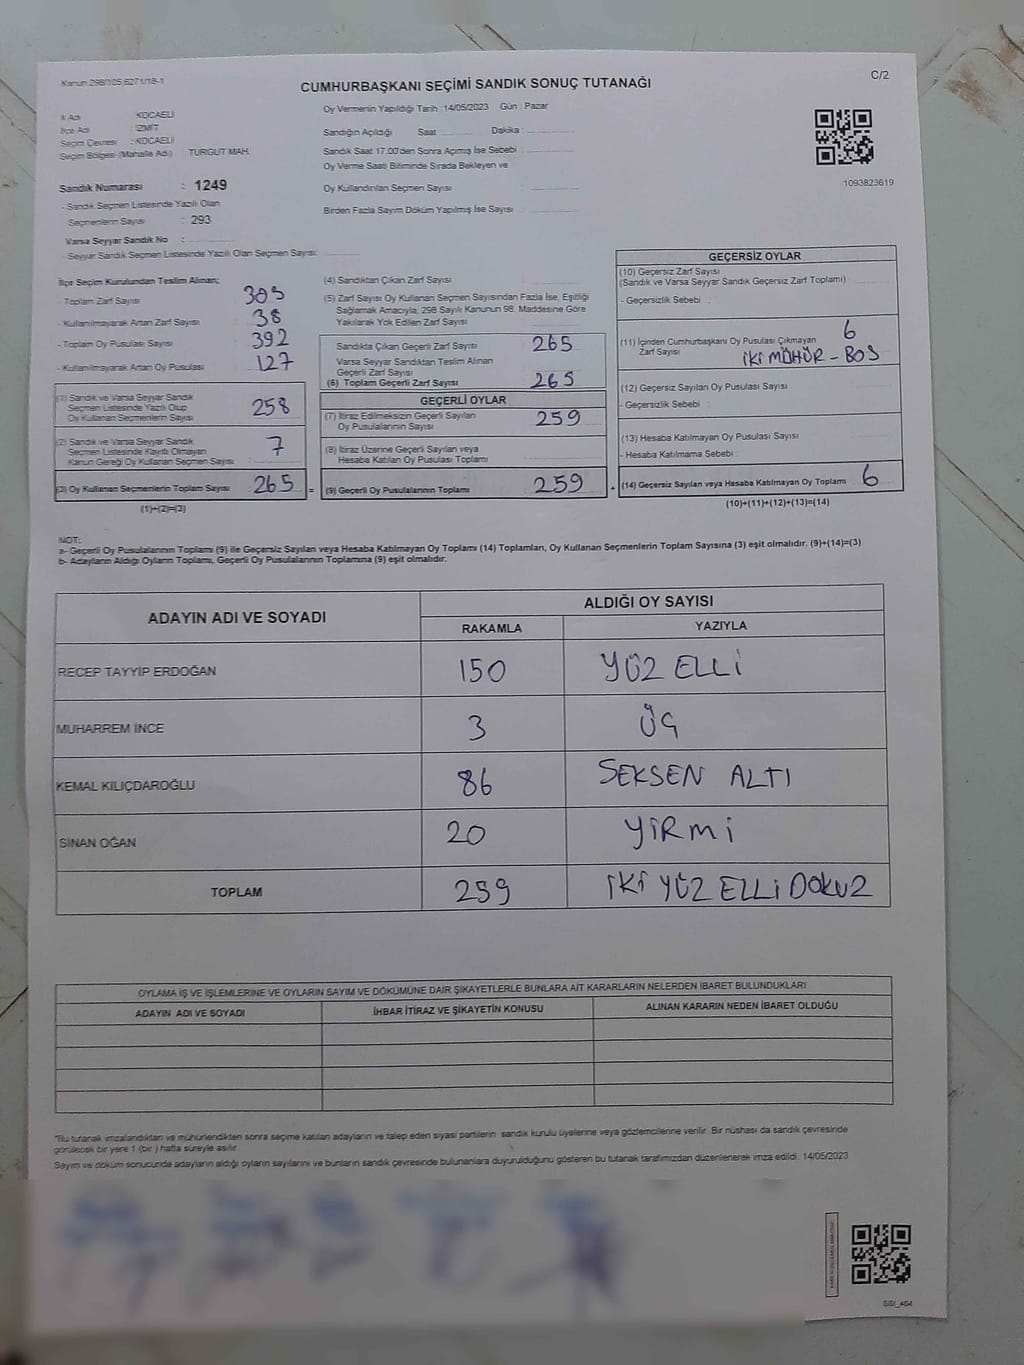 Kanun 298/105,6271/19-1
CUMHURBAŞKANI SEÇİMİ SANDIK SONUÇ TUTANAĞI
C/2
İl Adı KOCAELİ
İlçe Adı İZMİT
Seçim Çevresi : KOCAELİ
Seçim Bölgesi (Mahalle Adı) TURGUT MAH.
Sandık Numarası : 1249
- Sandık Seçmen Listesinde Yazılı Olan
Seçmenlerin Sayısı : 293
Varsa Seyyar Sandık No :
- Seyyar Sandık Seçmen Listesinde Yazılı Olan Seçmen Sayısı:
Oy Vermenin Yapıldığı Tarih : 14/05/2023 Gün : Pazar
Sandığın Açıldığı Saat Dakika :
Sandık Saat 17.00'den Sonra Açımış İse Sebebi :
Oy Verme Saati Bitiminde Sırada Bekleyen ve
Oy Kullandırılan Seçmen Sayısı :
Birden Fazla Sayım Döküm Yapılmış İse Sayısı :
1093823619
İlçe Seçim Kurulundan Teslim Alınan;
- Toplam Zarf Sayısı 305
- Kullanılmayarak Artan Zarf Sayısı 38
- Toplam Oy Pusulası Sayısı 392
- Kullanılmayarak Artan Oy Pusulası 127
(1) Sandık ve Varsa Seyyar Sandık
Seçmen Listesinde Yazılı Olup
Oy Kullanan Seçmenlerin Sayısı 258
(2) Sandık ve Varsa Seyyar Sandık
Seçmen Listesinde Kayıtlı Olmayan
Kanun Gereği Oy Kullanan Seçmen Sayısı 7
(3) Oy Kullanan Seçmenlerin Toplam Sayısı 265 =
(1)+(2)=(3)
(4) Sandıktan Çıkan Zarf Sayısı
(5) Zarf Sayısı Oy Kullanan Seçmen Sayısından Fazla İse, Eşitliği
Sağlamak Amacıyla, 298 Sayılı Kanunun 98. Maddesine Göre
Yakılarak Yok Edilen Zarf Sayısı
Sandıkta Çıkan Geçerli Zarf Sayısı 265
Varsa Seyyar Sandıktan Teslim Alınan
Geçerli Zarf Sayısı
(6) Toplam Geçerli Zarf Sayısı 265
GEÇERLİ OYLAR
(7) İtiraz Edilmeksizin Geçerli Sayılan
Oy Pusulalarının Sayısı 259
(8) İtiraz Üzerine Geçerli Sayılan veya
Hesaba Katılan Oy Pusulası Toplamı
(9) Geçerli Oy Pusulalarının Toplamı 259 +
GEÇERSİZ OYLAR
(10) Geçersiz Zarf Sayısı
(Sandık ve Varsa Seyyar Sandık Geçersiz Zarf Toplamı)
- Geçersizlik Sebebi :
(11) İçinden Cumhurbaşkanı Oy Pusulası Çıkmayan 6
Zarf Sayısı İKİ MÜHÜR - BOŞ
(12) Geçersiz Sayılan Oy Pusulası Sayısı
- Geçersizlik Sebebi :
(13) Hesaba Katılmayan Oy Pusulası Sayısı
- Hesaba Katılmama Sebebi :
(14) Geçersiz Sayılan veya Hesaba Katılmayan Oy Toplamı 6
(10)+(11)+(12)+(13)=(14)
NOT:
a- Geçerli Oy Pusulalarının Toplamı (9) ile Geçersiz Sayılan veya Hesaba Katılmayan Oy Toplamı (14) Toplamları, Oy Kullanan Seçmenlerin Toplam Sayısına (3) eşit olmalıdır. (9)+(14)=(3)
b- Adayların Aldığı Oyların Toplamı, Geçerli Oy Pusulalarının Toplamına (9) eşit olmalıdır.
ADAYIN ADI VE SOYADI ALDIĞI OY SAYISI
RAKAMLA YAZIYLA
RECEP TAYYİP ERDOĞAN 150 YÜZ ELLİ
MUHARREM İNCE 3 ÜÇ
KEMAL KILIÇDAROĞLU 86 SEKSEN ALTI
SİNAN OĞAN 20 YİRMİ
TOPLAM 259 İKİ YÜZ ELLİ DOKUZ
OYLAMA İŞ VE İŞLEMLERİNE VE OYLARIN SAYIM VE DÖKÜMÜNE DAİR ŞİKAYETLERLE BUNLARA AİT KARARLARIN NELERDEN İBARET BULUNDUKLARI
ADAYIN ADI VE SOYADI İHBAR İTİRAZ VE ŞİKAYETİN KONUSU ALINAN KARARIN NEDEN İBARET OLDUĞU
"Bu tutanak imzalandıktan ve mühürlendikten sonra seçime katılan adayların ve talep eden siyasi partilerin sandık kurulu üyelerine veya gözlemcilerine verilir. Bir nüshası da sandık çevresinde
görülecek bir yere 1 (bir) hafta süreyle asılır.
Sayım ve döküm sonucunda adayların aldığı oyların sayılarını ve bunların sandık çevresinde bulunanlara duyurulduğunu gösteren bu tutanak tarafımızdan düzenlenerek imza edildi. 14/05/2023
SSI_404